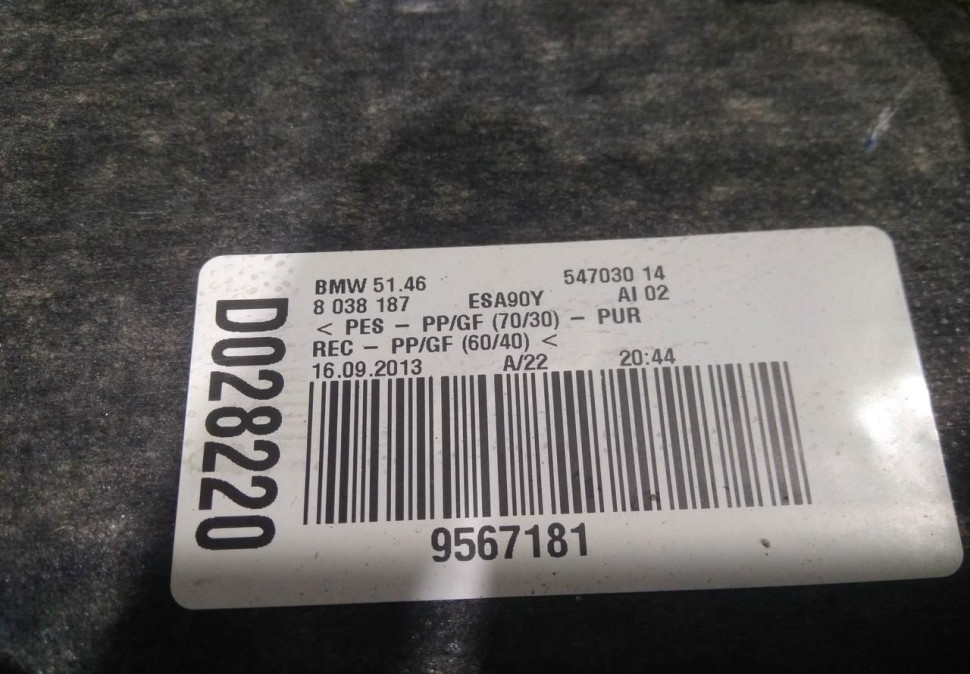 BMW 51.46 547030 14
8 038 187 ESA90Y AI 02
< PES – PP/GF (70/30) – PUR
REC – PP/GF (60/40) <
16.09.2013 A/22 20:44
9567181
D028220